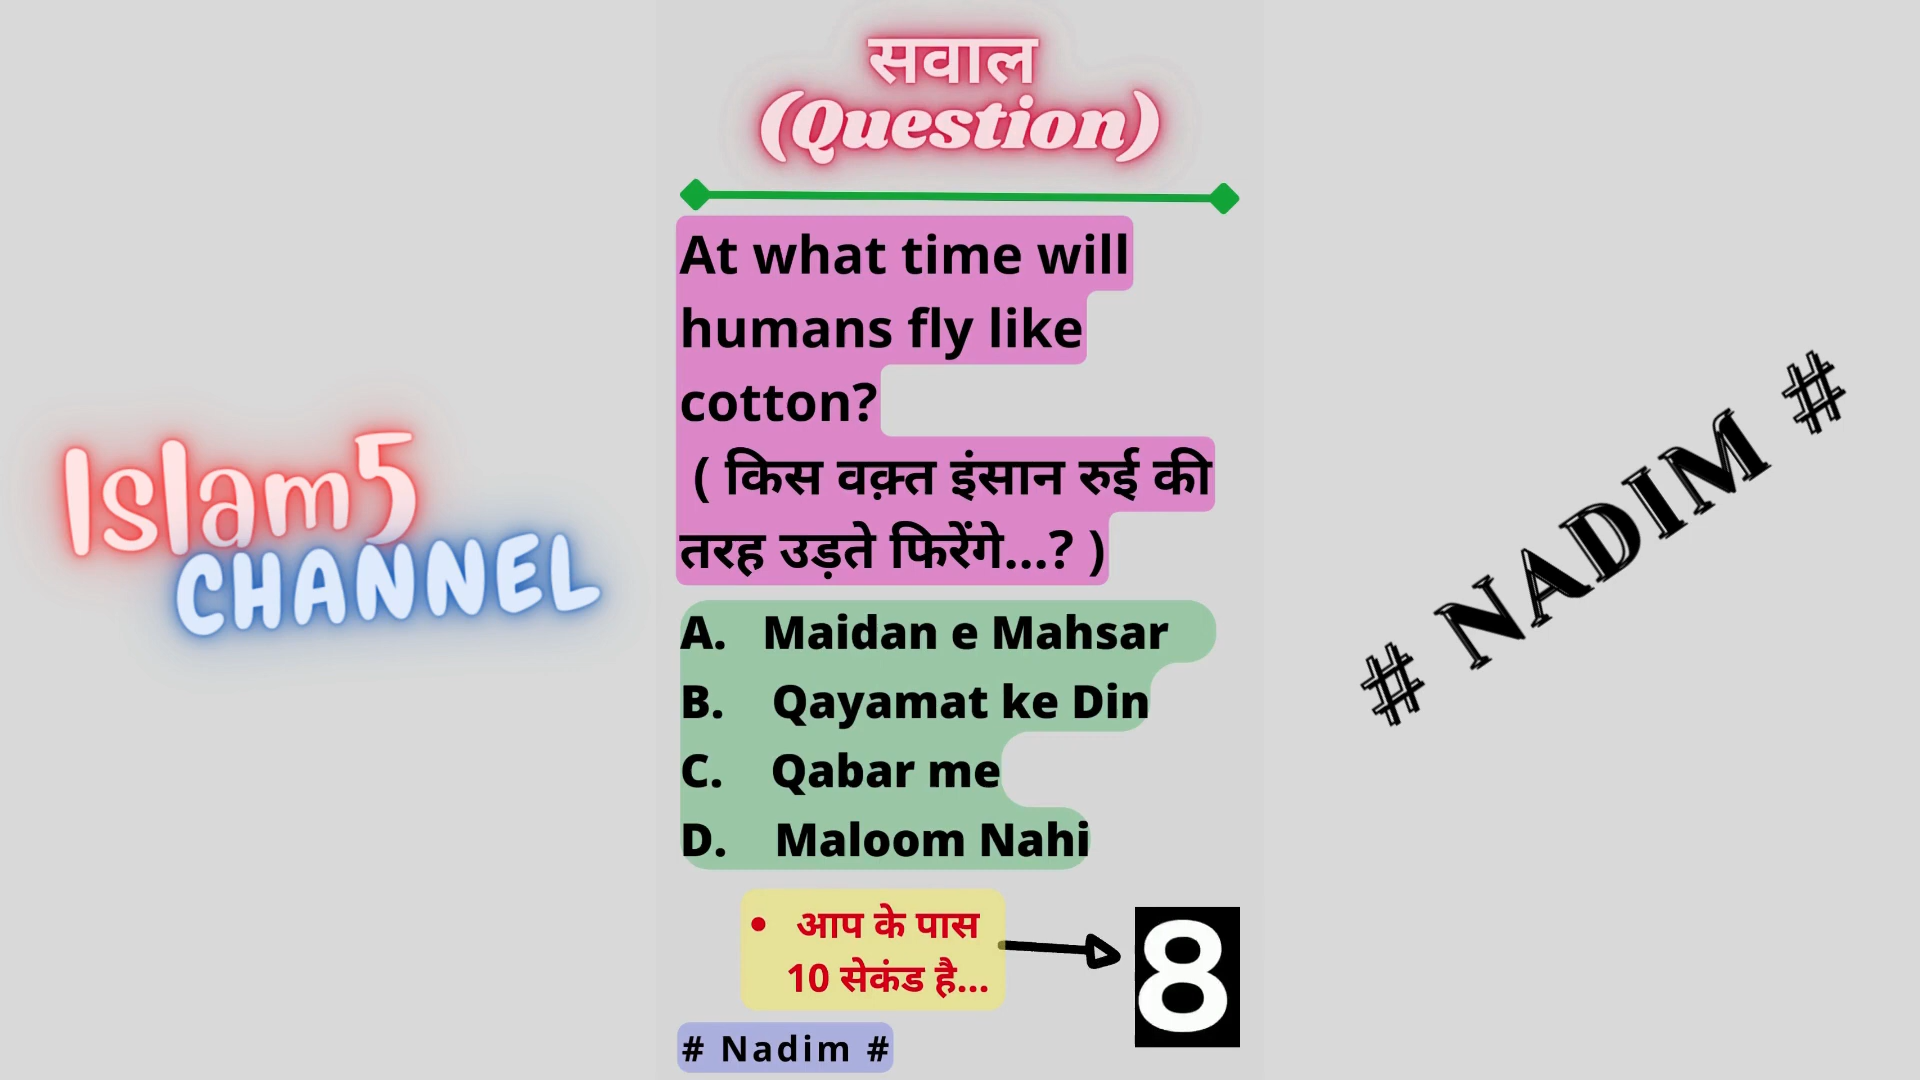 सवाल
(Question)
At what time will
humans fly like
cotton?
( किस वक़्त इंसान रुई की
तरह उड़ते फिरेंगे...? )
A. Maidan e Mahsar
B. Qayamat ke Din
C. Qabar me
D. Maloom Nahi
• आप के पास
10 सेकंड है...
8
# Nadim #
Islam5
CHANNEL
# NADIM #